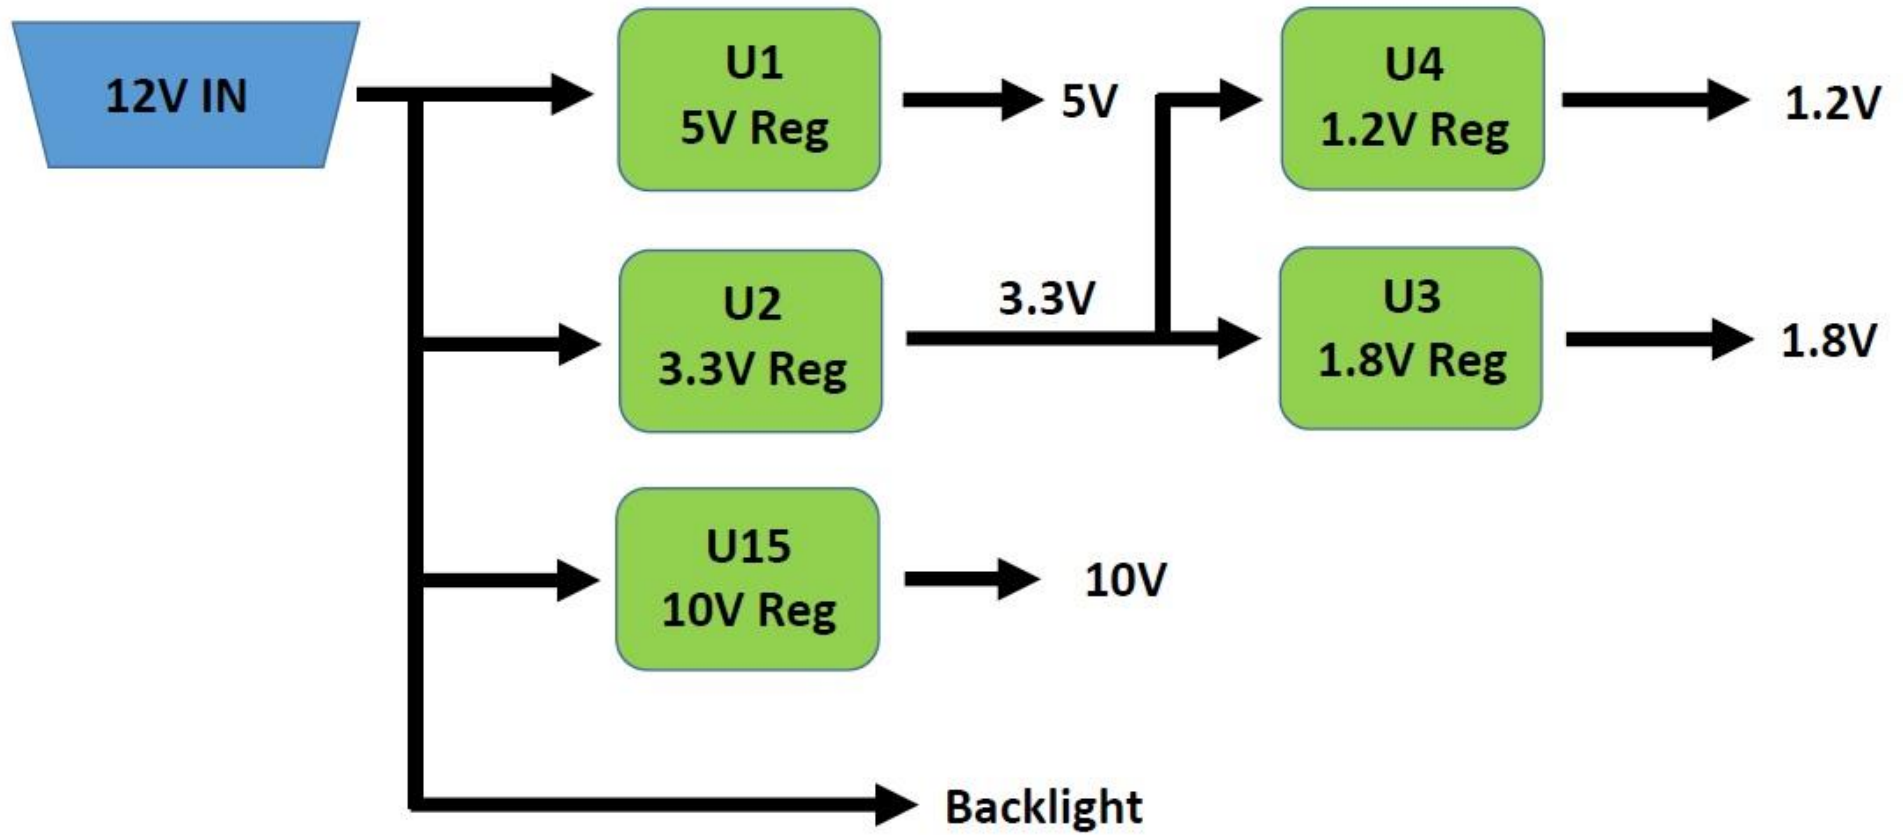 12V IN
U1
5V Reg
5V
U4
1.2V Reg
1.2V
U2
3.3V Reg
3.3V
U3
1.8V Reg
1.8V
U15
10V Reg
10V
Backlight